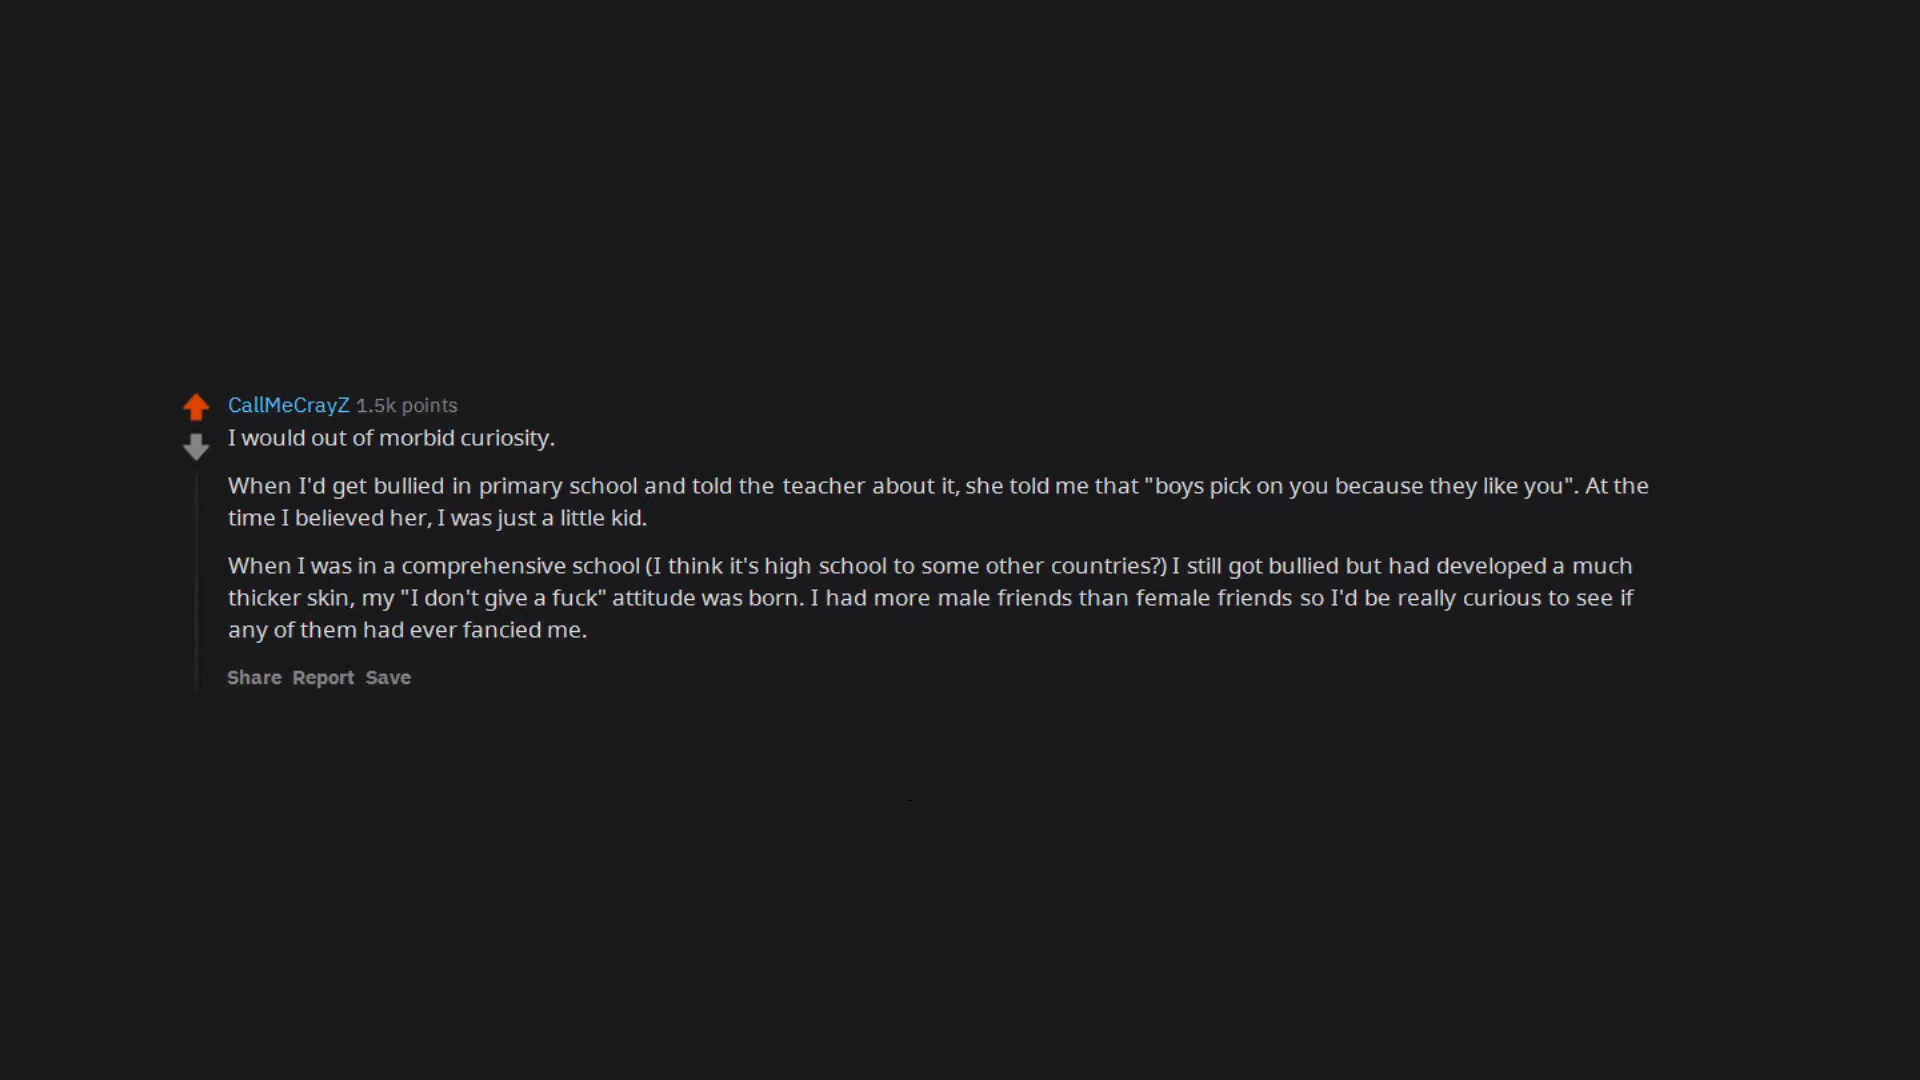 CallMeCrayZ 1.5k points
I would out of morbid curiosity.
When I'd get bullied in primary school and told the teacher about it, she told me that "boys pick on you because they like you". At the
time I believed her, I was just a little kid.
When I was in a comprehensive school (I think it's high school to some other countries?) I still got bullied but had developed a much
thicker skin, my "I don't give a fuck" attitude was born. I had more male friends than female friends so I'd be really curious to see if
any of them had ever fancied me.
Share Report Save